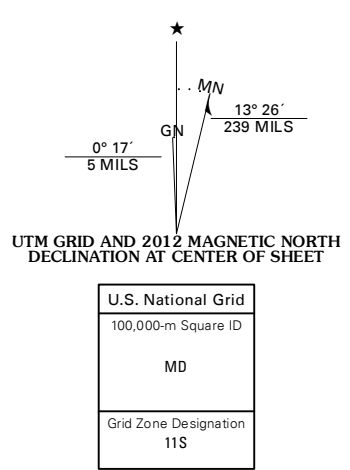 ★
MN
GN
13° 26´
239 MILS
0° 17´
5 MILS
UTM GRID AND 2012 MAGNETIC NORTH
DECLINATION AT CENTER OF SHEET
U.S. National Grid
100,000-m Square ID
MD
Grid Zone Designation
11S